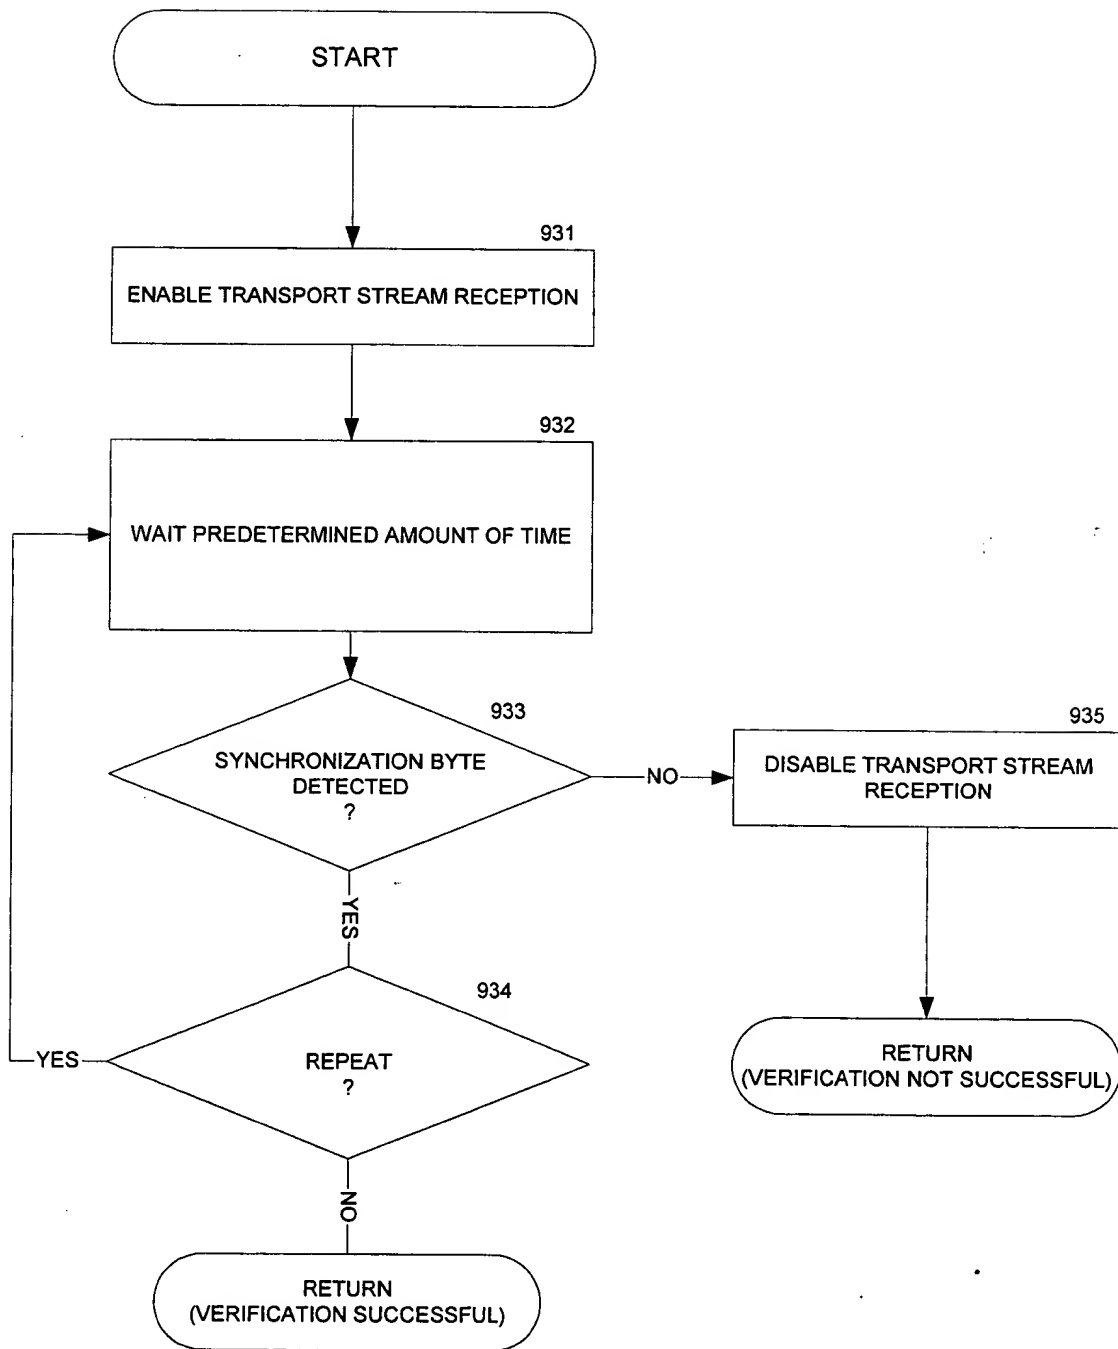 START
931
ENABLE TRANSPORT STREAM RECEPTION
932
WAIT PREDETERMINED AMOUNT OF TIME
933
SYNCHRONIZATION BYTE
DETECTED
?
NO
935
DISABLE TRANSPORT STREAM
RECEPTION
YES
934
REPEAT
?
YES
RETURN
(VERIFICATION NOT SUCCESSFUL)
NO
RETURN
(VERIFICATION SUCCESSFUL)